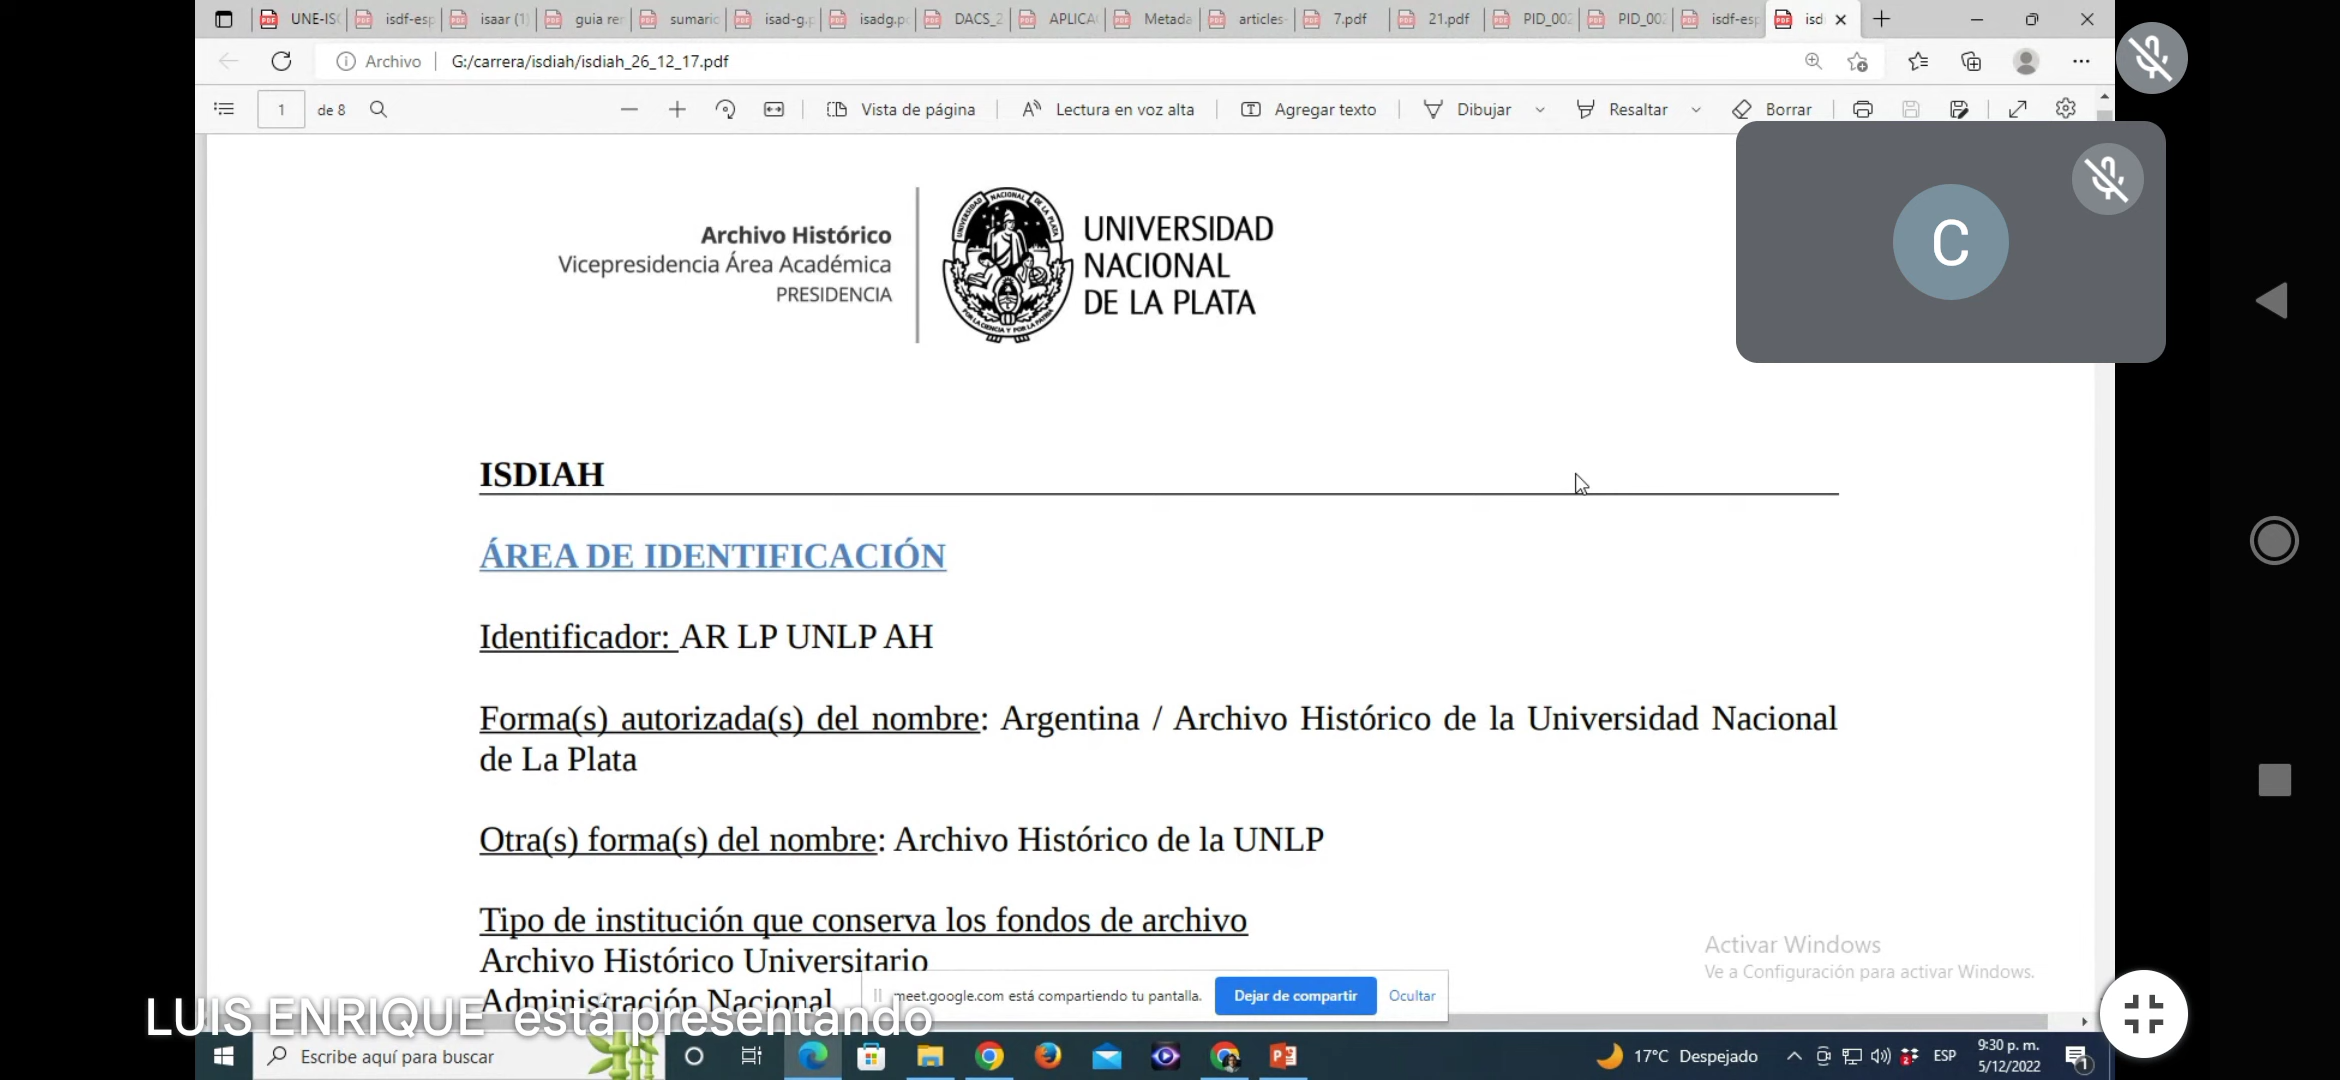 UNE-IS
isdf-esp
isaar (1)
guia re
sumaric
isad-g.p
isadg.p
DACS_2
APLICA
Metada
articles-
7.pdf
21.pdf
PID_002
PID_002
isdf-esp
isd
Archivo
G:/carrera/isdiah/isdiah_26_12_17.pdf
1
de 8
Vista de página
Lectura en voz alta
Agregar texto
Dibujar
Resaltar
Borrar
Archivo Histórico
Vicepresidencia Área Académica
PRESIDENCIA
UNIVERSIDAD
NACIONAL
DE LA PLATA
C
ISDIAH
ÁREA DE IDENTIFICACIÓN
Identificador: AR LP UNLP AH
Forma(s) autorizada(s) del nombre: Argentina / Archivo Histórico de la Universidad Nacional
de La Plata
Otra(s) forma(s) del nombre: Archivo Histórico de la UNLP
Tipo de institución que conserva los fondos de archivo
Archivo Histórico Universitario
Administración Nacional
Activar Windows
Ve a Configuración para activar Windows.
meet.google.com está compartiendo tu pantalla.
Dejar de compartir
Ocultar
LUIS ENRIQUE está presentando
Escribe aquí para buscar
17°C Despejado
ESP
9:30 p. m.
5/12/2022
1